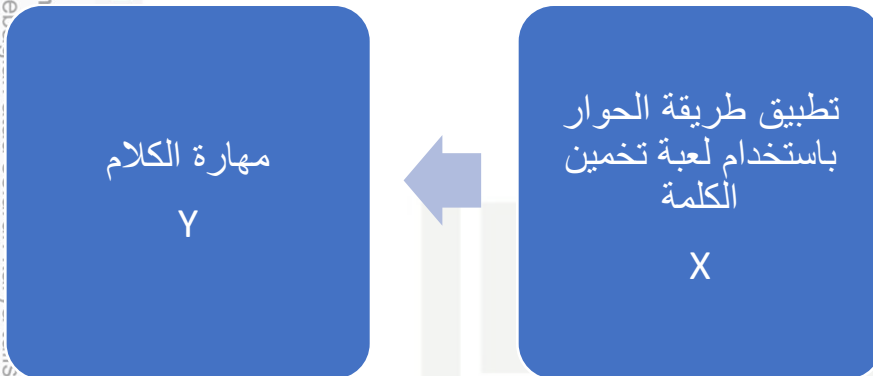 تطبيق طريقة الحوار
باستخدام لعبة تخمين
الكلمة
X
مهارة الكلام
Y